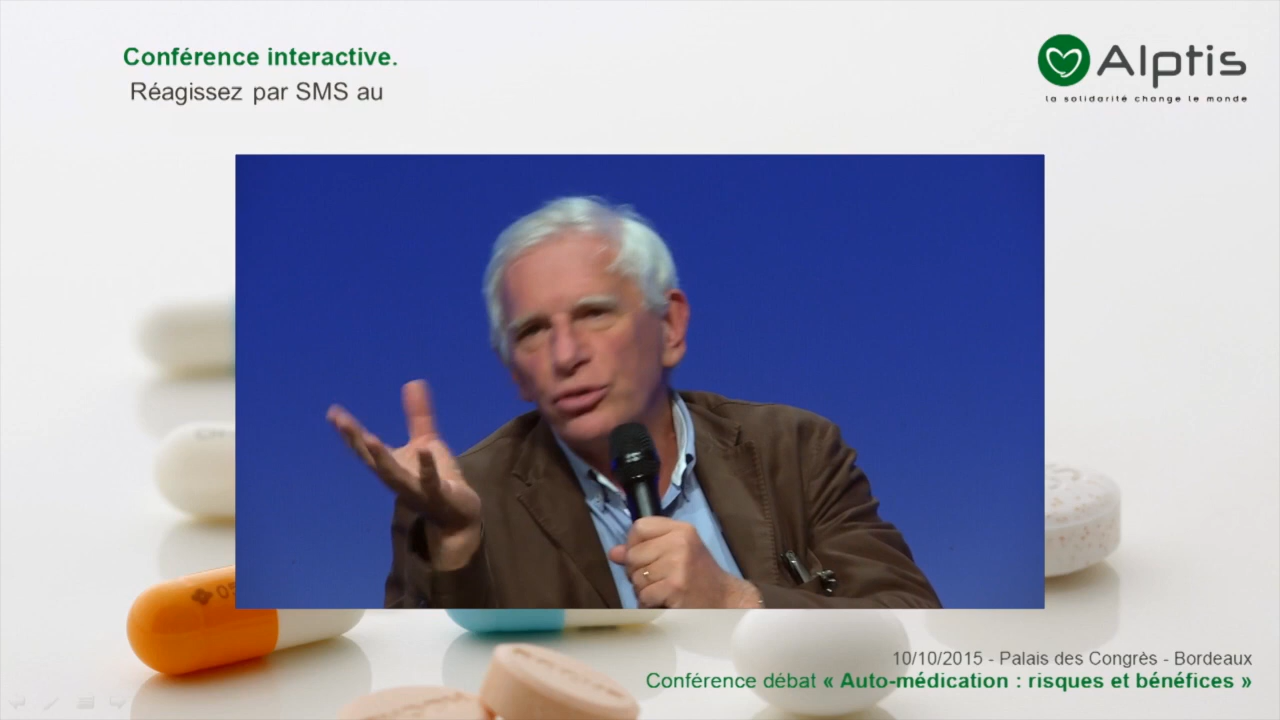 Conférence interactive.
Réagissez par SMS au
Alptis
la solidarité change le monde
10/10/2015 - Palais des Congrès - Bordeaux
Conférence débat « Auto-médication : risques et bénéfices »